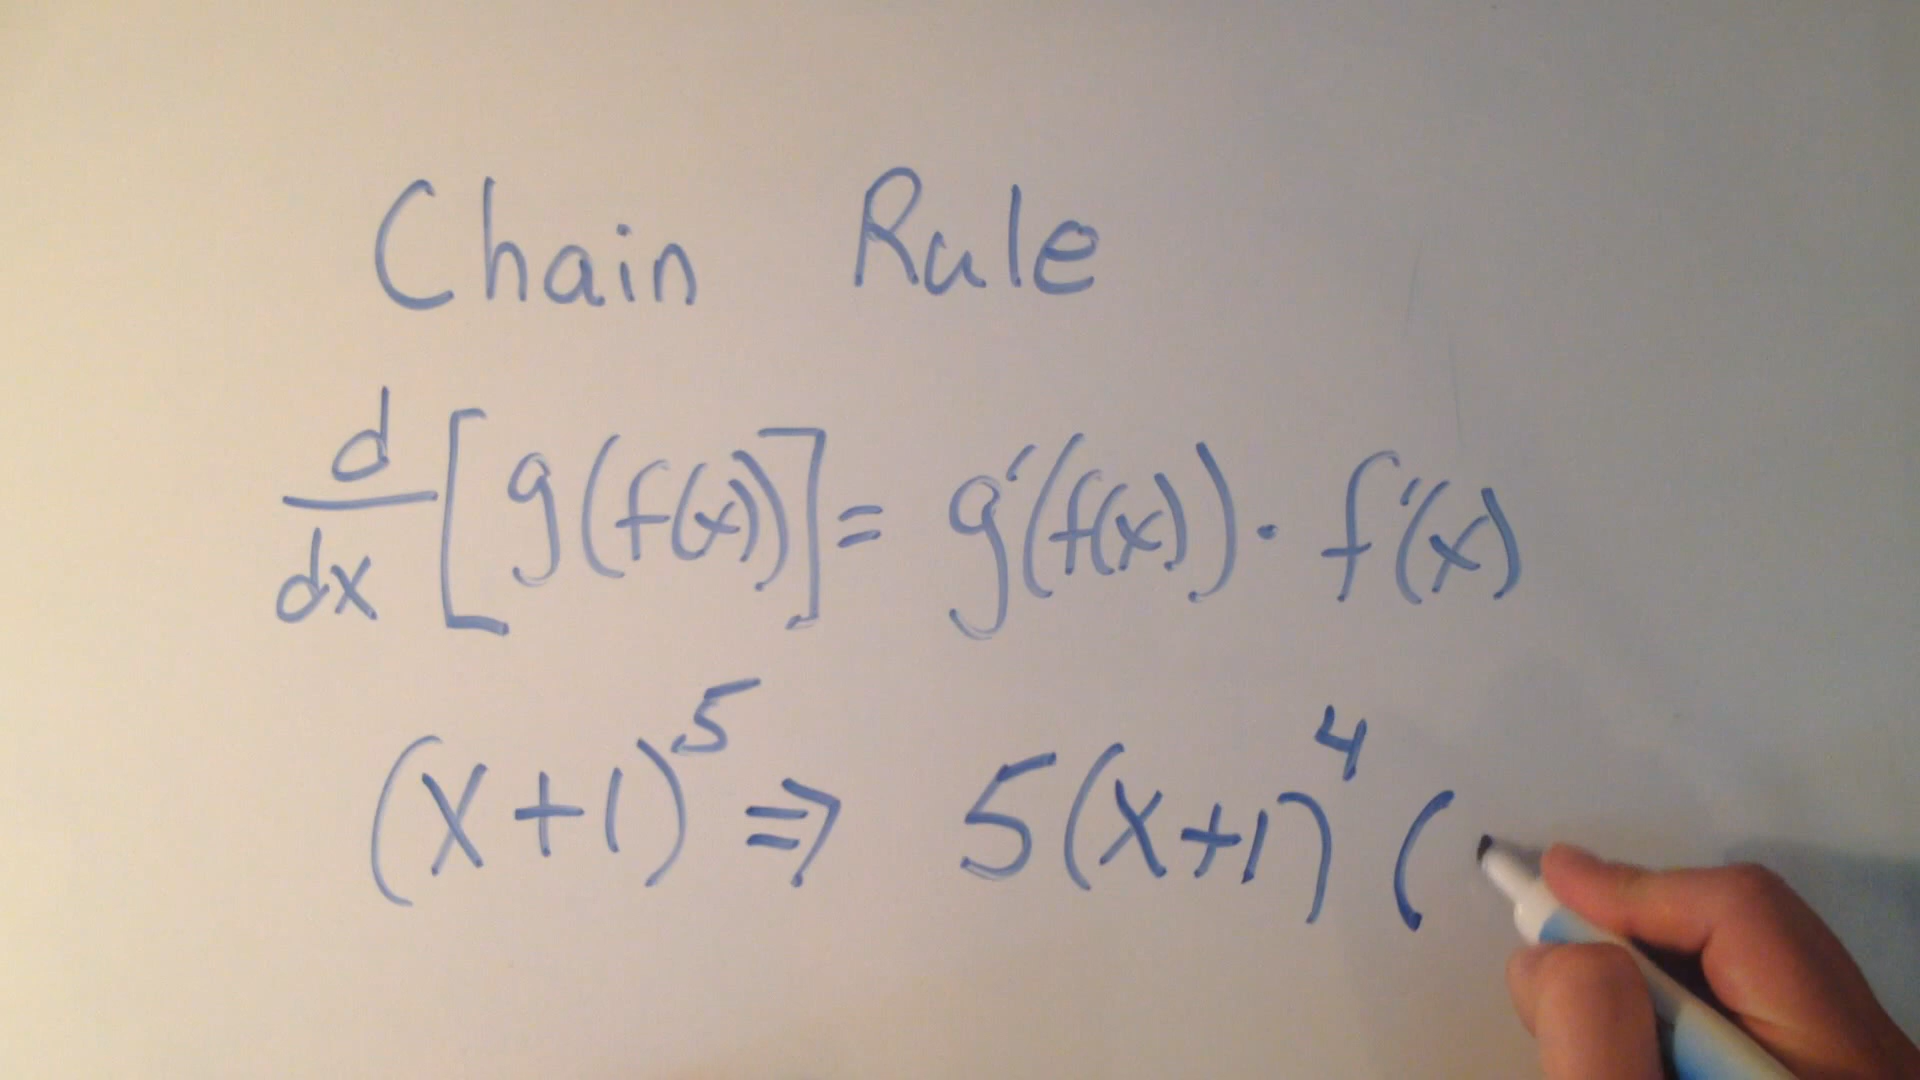 Chain Rule
d/dx [g(f(x))] = g'(f(x)) · f'(x)
(x+1)^5 ⇒ 5(x+1)^4 (